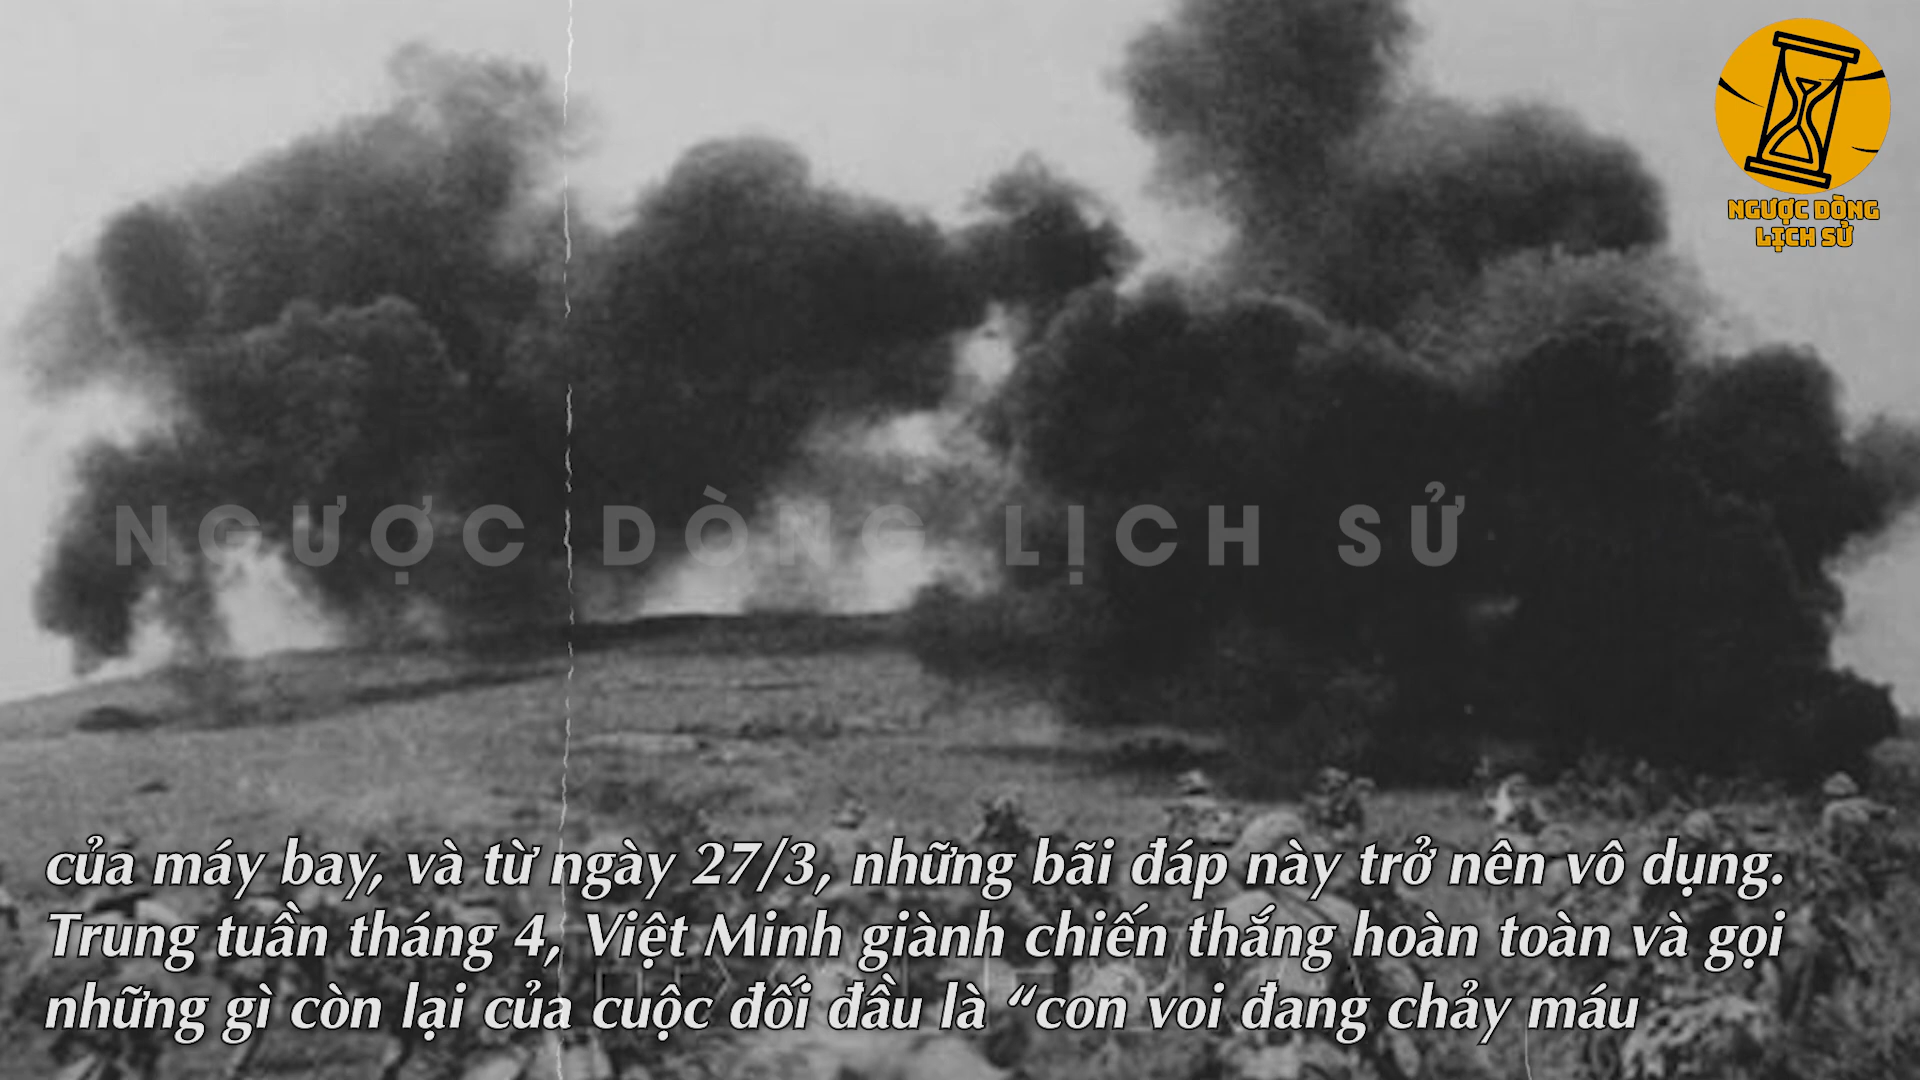 NGƯỢC DÒNG
LỊCH SỬ
NGƯỢC DÒNG LỊCH SỬ
của máy bay, và từ ngày 27/3, những bãi đáp này trở nên vô dụng.
Trung tuần tháng 4, Việt Minh giành chiến thắng hoàn toàn và gọi
những gì còn lại của cuộc đối đầu là “con voi đang chảy máu